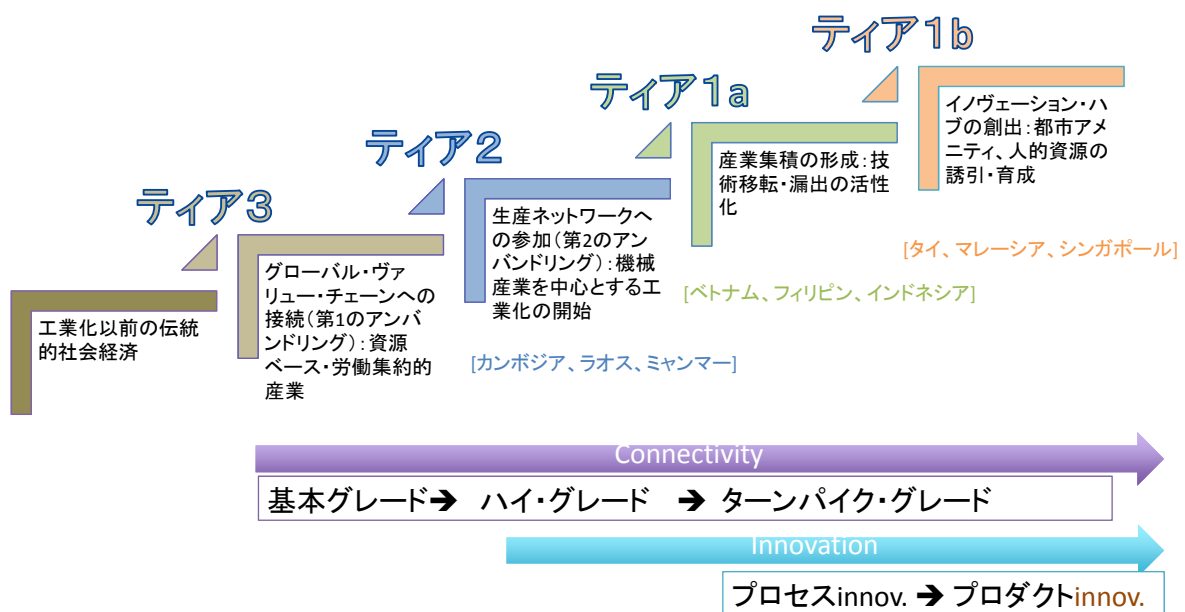 ティア1b
イノヴェーション・ハ
ブの創出：都市アメ
ニティ、人的資源の
誘引・育成
[タイ、マレーシア、シンガポール]
ティア1a
産業集積の形成：技
術移転・漏出の活性
化
[ベトナム、フィリピン、インドネシア]
ティア2
生産ネットワークへ
の参加（第2のアン
バンドリング）：機械
産業を中心とする工
業化の開始
[カンボジア、ラオス、ミャンマー]
ティア3
グローバル・ヴァ
リュー・チェーンへの
接続（第1のアンバ
ンドリング）：資源
ベース・労働集約的
産業
工業化以前の伝統
的社会経済
Connectivity
基本グレード➔ ハイ・グレード ➔ ターンパイク・グレード
Innovation
プロセスinnov. ➔ プロダクトinnov.